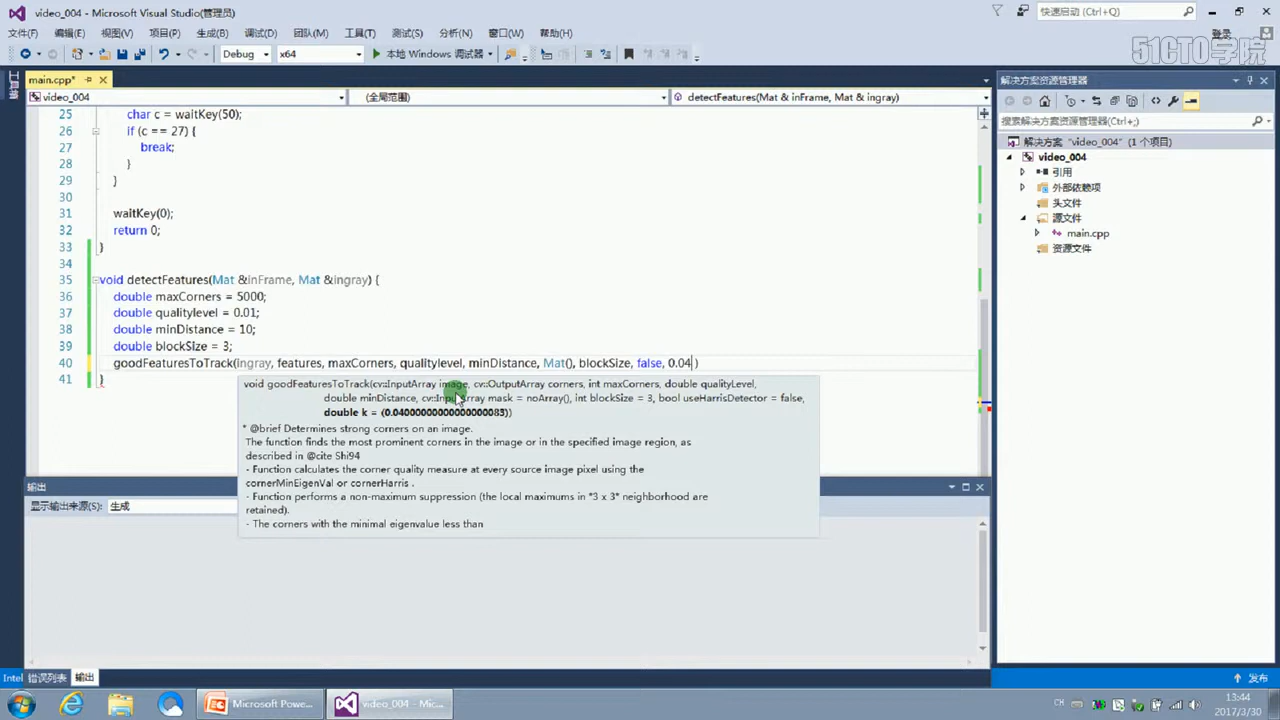 video_004 - Microsoft Visual Studio(管理员)
快速启动 (Ctrl+Q)
文件(F) 编辑(E) 视图(V) 项目(P) 生成(B) 调试(D) 团队(M) 工具(T) 测试(S) 分析(N) 窗口(W) 帮助(H)
登录
51CTO学院
Debug x64 本地 Windows 调试器
工具箱
main.cpp*
解决方案资源管理器
video_004 (全局范围) detectFeatures(Mat & inFrame, Mat & ingray)
搜索解决方案资源管理器(Ctrl+;)
解决方案 "video_004" (1 个项目)
video_004
引用
外部依赖项
头文件
源文件
main.cpp
资源文件
25 char c = waitKey(50);
26 if (c == 27) {
27 break;
28 }
29 }
30
31 waitKey(0);
32 return 0;
33 }
34
35 void detectFeatures(Mat &inFrame, Mat &ingray) {
36 double maxCorners = 5000;
37 double qualitylevel = 0.01;
38 double minDistance = 10;
39 double blockSize = 3;
40 goodFeaturesToTrack(ingray, features, maxCorners, qualitylevel, minDistance, Mat(), blockSize, false, 0.04 )
41 }
void goodFeaturesToTrack(cv::InputArray image, cv::OutputArray corners, int maxCorners, double qualityLevel,
double minDistance, cv::InputArray mask = noArray(), int blockSize = 3, bool useHarrisDetector = false,
double k = (0.04000000000000000083))
* @brief Determines strong corners on an image.
The function finds the most prominent corners in the image or in the specified image region, as
described in @cite Shi94
- Function calculates the corner quality measure at every source image pixel using the
cornerMinEigenVal or cornerHarris .
- Function performs a non-maximum suppression (the local maximums in *3 x 3* neighborhood are
retained).
- The corners with the minimal eigenvalue less than
输出
显示输出来源(S): 生成
Intel 错误列表 输出
发布
Microsoft Powe...
video_004 - Mic...
CH
13:44
2017/3/30